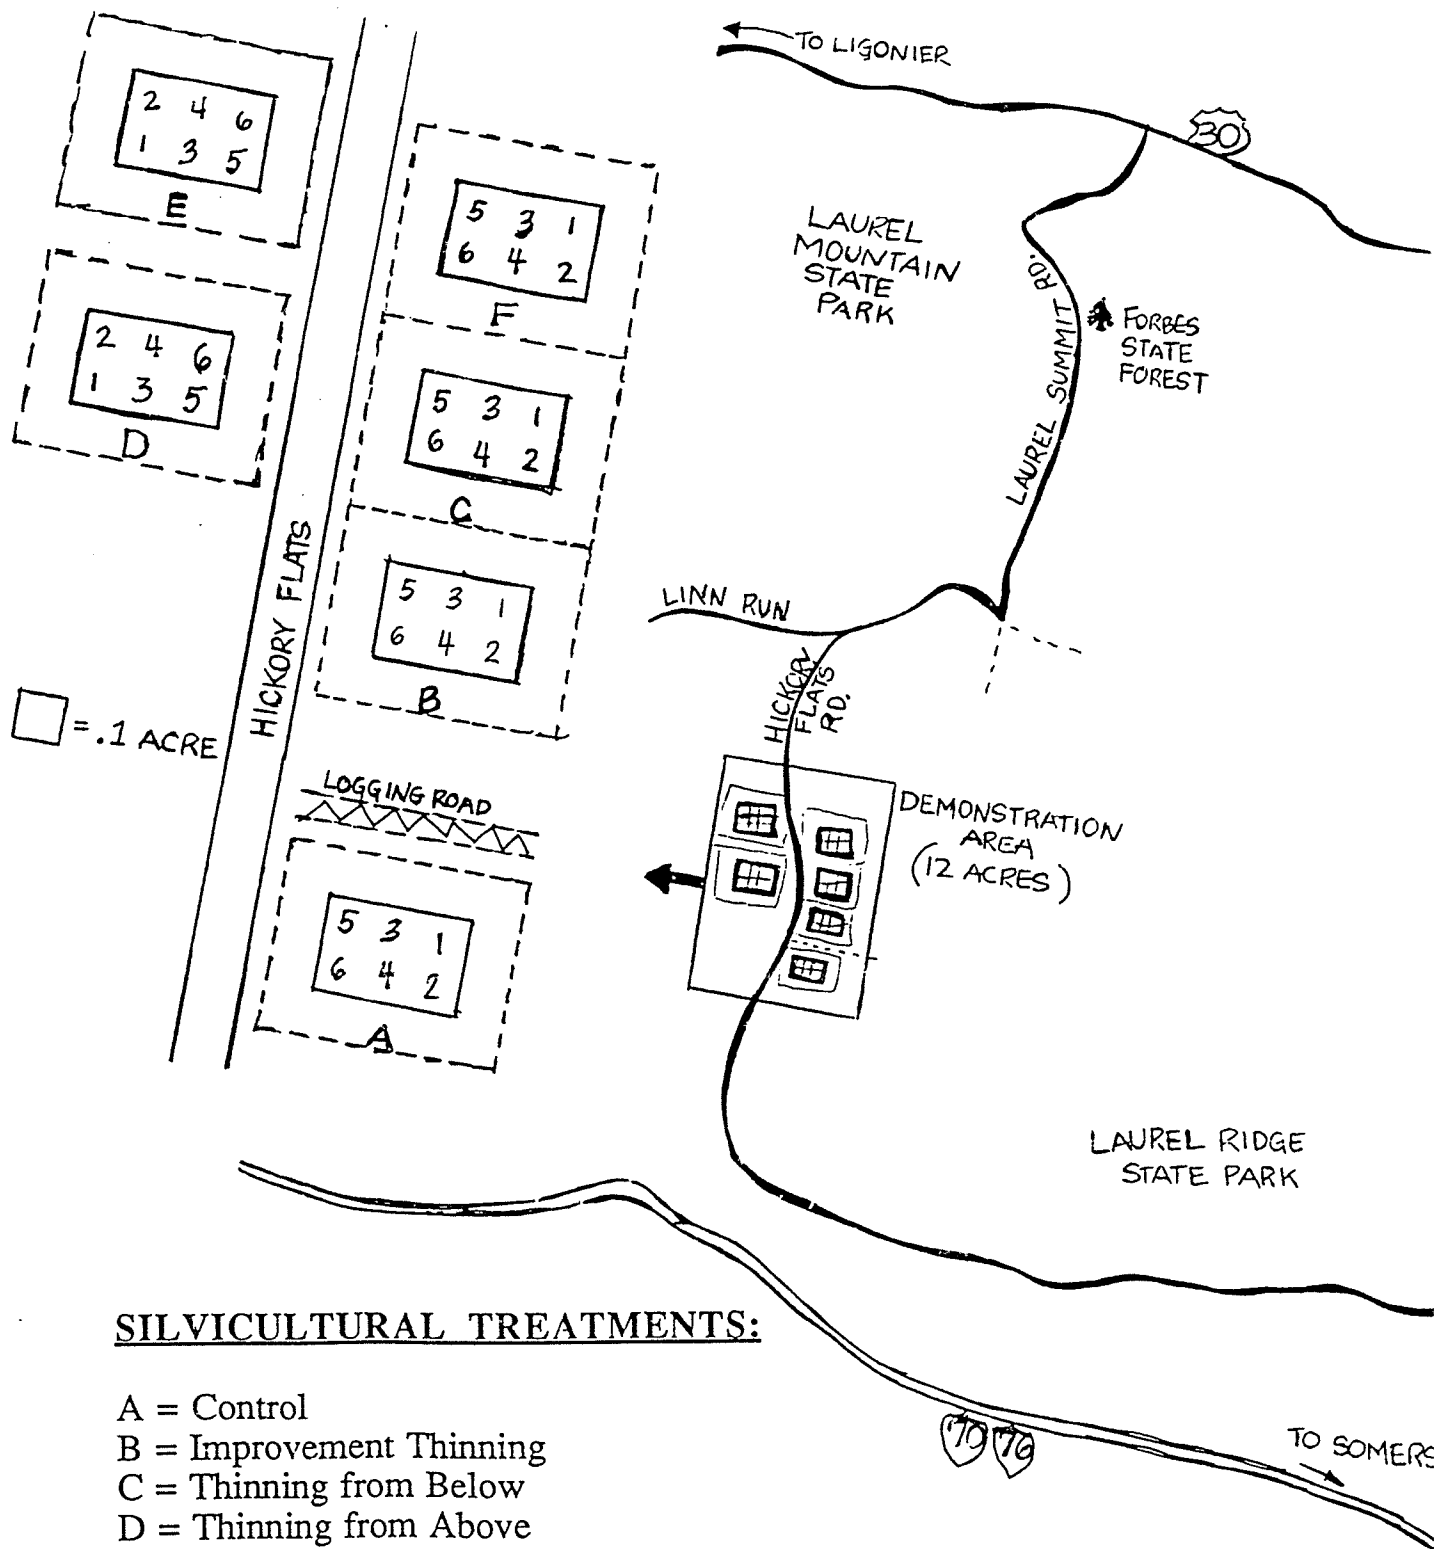 TO LIGONIER
30
2 4 6
1 3 5
E
5 3 1
6 4 2
F
LAUREL
MOUNTAIN
STATE
PARK
LAUREL SUMMIT RD.
FORBES
STATE
FOREST
2 4 6
1 3 5
D
5 3 1
6 4 2
C
HICKORY FLATS
5 3 1
6 4 2
B
LINN RUN
HICKORY
FLATS
RD.
= .1 ACRE
LOGGING ROAD
DEMONSTRATION
AREA
(12 ACRES)
5 3 1
6 4 2
A
LAUREL RIDGE
STATE PARK
SILVICULTURAL TREATMENTS:
A = Control
B = Improvement Thinning
C = Thinning from Below
D = Thinning from Above
70 76
TO SOMERS